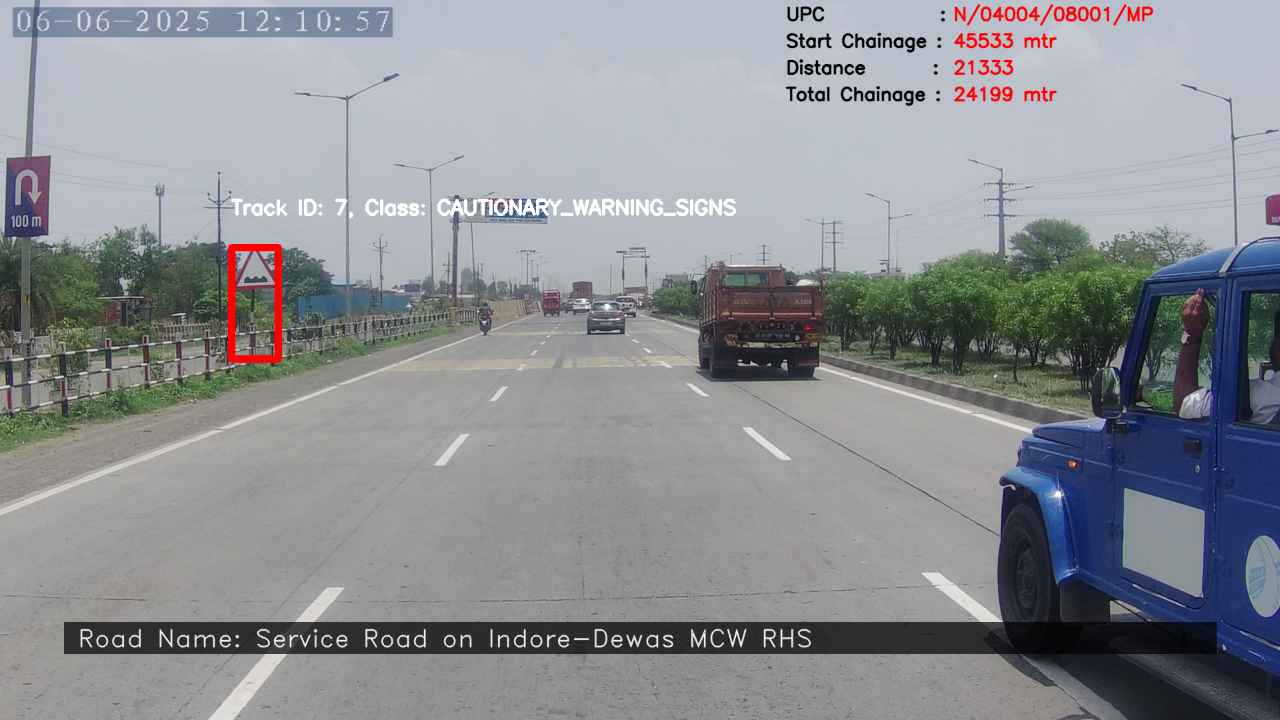 06-06-2025 12:10:57
UPC : N/04004/08001/MP
Start Chainage : 45533 mtr
Distance : 21333
Total Chainage : 24199 mtr
Track ID: 7, Class: CAUTIONARY_WARNING_SIGNS
100 m
Road Name: Service Road on Indore-Dewas MCW RHS